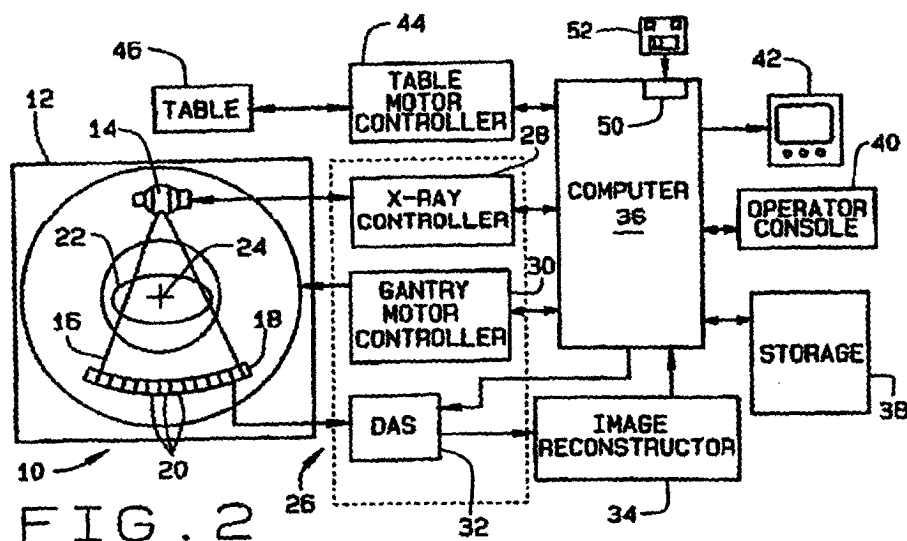 52
44
42
46
TABLE
MOTOR
CONTROLLER
TABLE
50
12
14
28
40
X-RAY
CONTROLLER
COMPUTER
36
OPERATOR
CONSOLE
22
24
30
GANTRY
MOTOR
CONTROLLER
16
18
STORAGE
38
DAS
IMAGE
RECONSTRUCTOR
10
20
26
32
34
FIG. 2